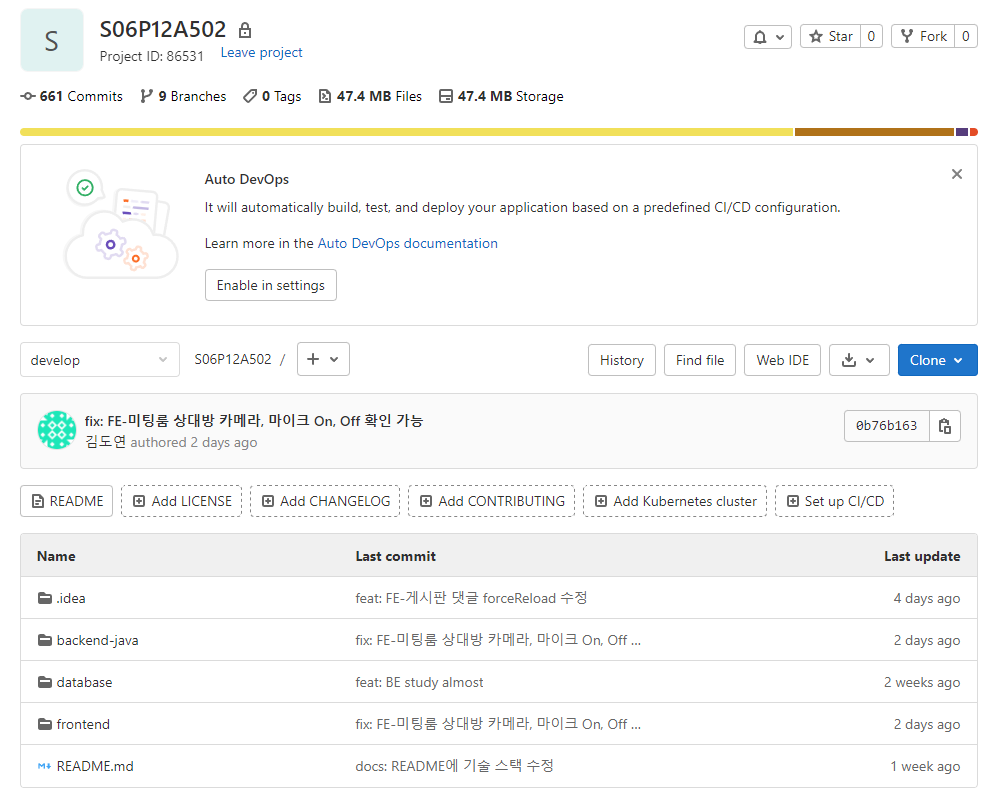 S
S06P12A502
Project ID: 86531 Leave project
Star 0 Fork 0
661 Commits 9 Branches 0 Tags 47.4 MB Files 47.4 MB Storage
Auto DevOps
It will automatically build, test, and deploy your application based on a predefined CI/CD configuration.
Learn more in the Auto DevOps documentation
Enable in settings
develop S06P12A502 / + History Find file Web IDE Clone
fix: FE-미팅룸 상대방 카메라, 마이크 On, Off 확인 가능
김도연 authored 2 days ago
0b76b163
README Add LICENSE Add CHANGELOG Add CONTRIBUTING Add Kubernetes cluster Set up CI/CD
Name Last commit Last update
.idea feat: FE-게시판 댓글 forceReload 수정 4 days ago
backend-java fix: FE-미팅룸 상대방 카메라, 마이크 On, Off ... 2 days ago
database feat: BE study almost 2 weeks ago
frontend fix: FE-미팅룸 상대방 카메라, 마이크 On, Off ... 2 days ago
M↓ README.md docs: README에 기술 스택 수정 1 week ago